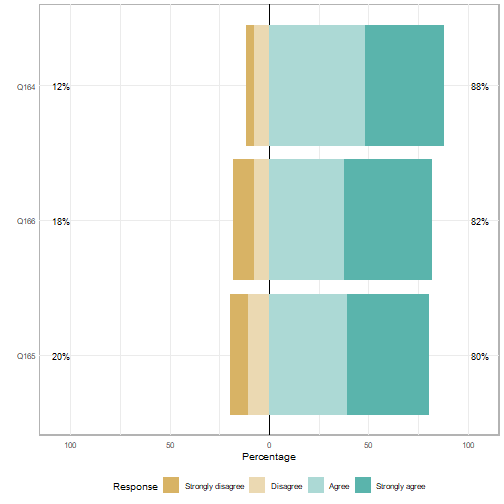 Q164 12% 88%
Q166 18% 82%
Q165 20% 80%
100 50 0 50 100
Percentage
Response Strongly disagree Disagree Agree Strongly agree